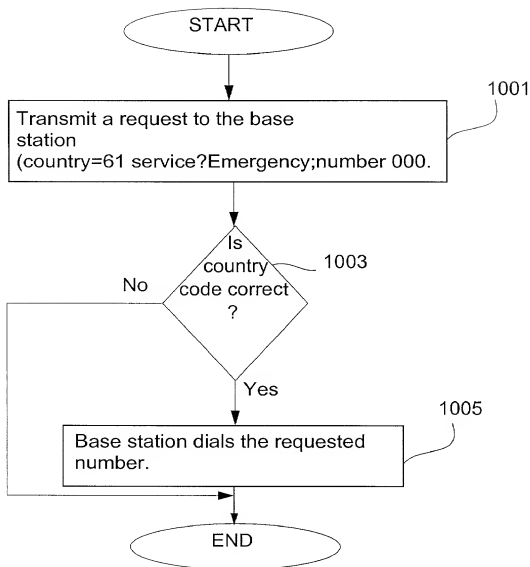 START
1001
Transmit a request to the base
station
(country=61 service?Emergency;number 000.
Is
country
code correct
?
1003
No
Yes
1005
Base station dials the requested
number.
END